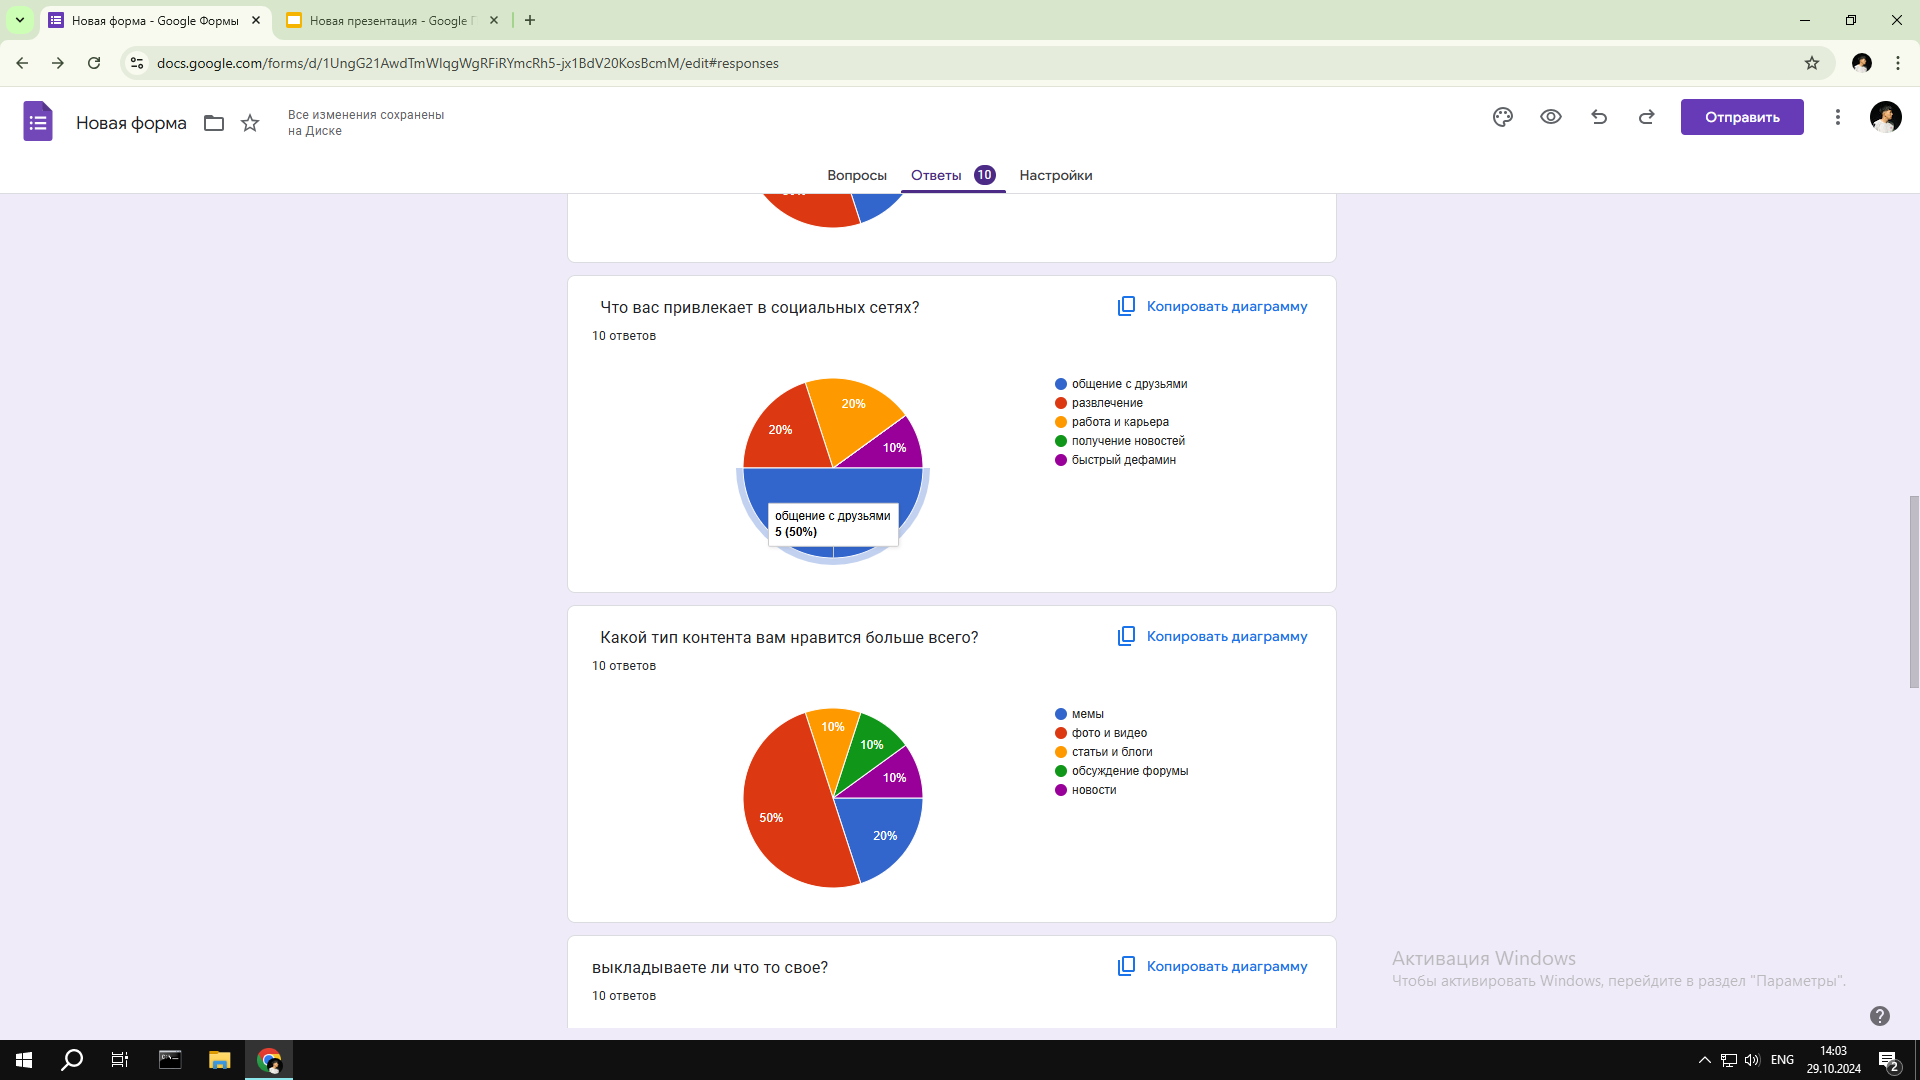 Новая форма - Google Формы
Новая презентация - Google
docs.google.com/forms/d/1UngG21AwdTmWIqgWgRFiRYmcRh5-jx1BdV20KosBcmM/edit#responses
Новая форма
Все изменения сохранены
на Диске
Отправить
Вопросы
Ответы 10
Настройки
Что вас привлекает в социальных сетях?
Копировать диаграмму
10 ответов
20%
20%
10%
общение с друзьями
5 (50%)
общение с друзьями
развлечение
работа и карьера
получение новостей
быстрый дефамин
Какой тип контента вам нравится больше всего?
Копировать диаграмму
10 ответов
10%
10%
10%
50%
20%
мемы
фото и видео
статьи и блоги
обсуждение форумы
новости
выкладываете ли что то свое?
Копировать диаграмму
10 ответов
Активация Windows
Чтобы активировать Windows, перейдите в раздел "Параметры".
ENG
14:03
29.10.2024
2